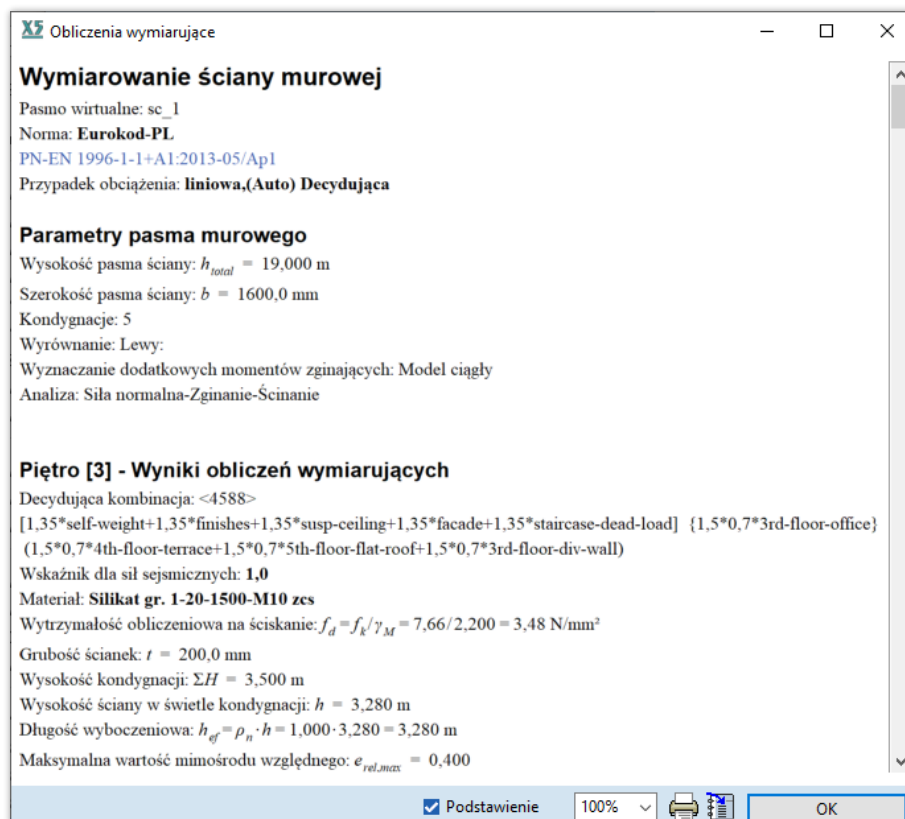 X5 Obliczenia wymiarujące
Wymiarowanie ściany murowej
Pasmo wirtualne: sc_1
Norma: Eurokod-PL
PN-EN 1996-1-1+A1:2013-05/Ap1
Przypadek obciążenia: liniowa,(Auto) Decydująca
Parametry pasma murowego
Wysokość pasma ściany: h_total = 19,000 m
Szerokość pasma ściany: b = 1600,0 mm
Kondygnacje: 5
Wyrównanie: Lewy:
Wyznaczanie dodatkowych momentów zginających: Model ciągły
Analiza: Siła normalna-Zginanie-Ścinanie
Piętro [3] - Wyniki obliczeń wymiarujących
Decydująca kombinacja: <4588>
[1,35*self-weight+1,35*finishes+1,35*susp-ceiling+1,35*facade+1,35*staircase-dead-load] {1,5*0,7*3rd-floor-office}
(1,5*0,7*4th-floor-terrace+1,5*0,7*5th-floor-flat-roof+1,5*0,7*3rd-floor-div-wall)
Wskaźnik dla sił sejsmicznych: 1,0
Materiał: Silikat gr. 1-20-1500-M10 zcs
Wytrzymałość obliczeniowa na ściskanie: f_d = f_k/γ_M = 7,66/2,200 = 3,48 N/mm²
Grubość ścianek: t = 200,0 mm
Wysokość kondygnacji: ΣH = 3,500 m
Wysokość ściany w świetle kondygnacji: h = 3,280 m
Długość wyboczeniowa: h_ef = ρ_n·h = 1,000·3,280 = 3,280 m
Maksymalna wartość mimośrodu względnego: e_rel,max = 0,400
Podstawienie 100% OK